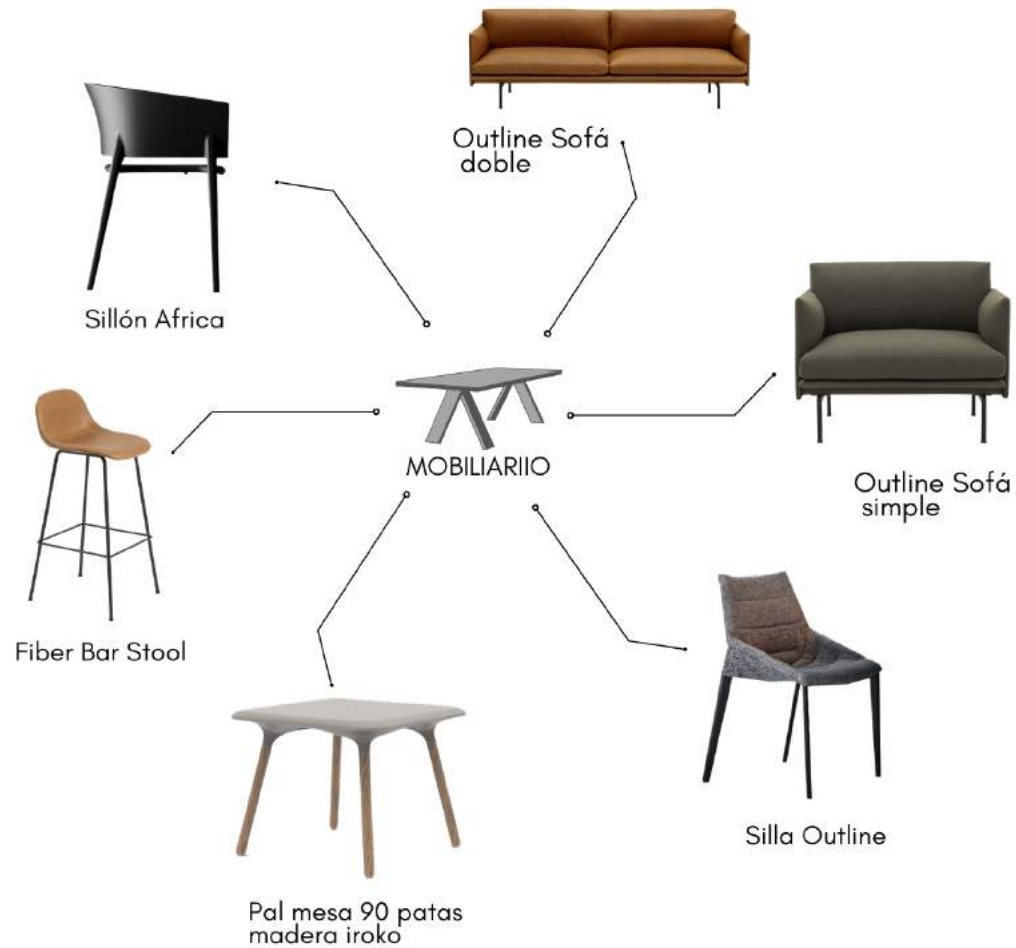 Outline Sofá
doble
Sillón Africa
MOBILIARIIO
Outline Sofá
simple
Fiber Bar Stool
Silla Outline
Pal mesa 90 patas
madera iroko